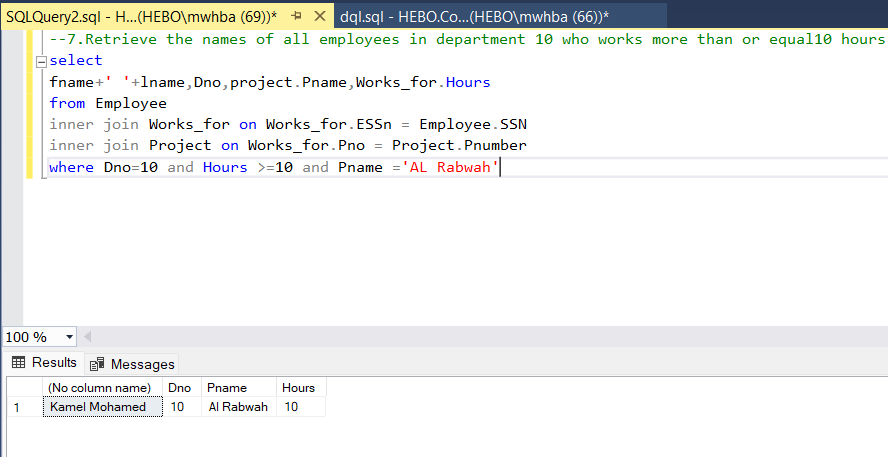 SQLQuery2.sql - H...(HEBO\mwhba (69))* dql.sql - HEBO.Co...(HEBO\mwhba (66))*
--7.Retrieve the names of all employees in department 10 who works more than or equal10 hours
select
fname+' '+lname,Dno,project.Pname,Works_for.Hours
from Employee
inner join Works_for on Works_for.ESSn = Employee.SSN
inner join Project on Works_for.Pno = Project.Pnumber
where Dno=10 and Hours >=10 and Pname ='AL Rabwah'
100 %
Results Messages
(No column name) Dno Pname Hours
1 Kamel Mohamed 10 Al Rabwah 10